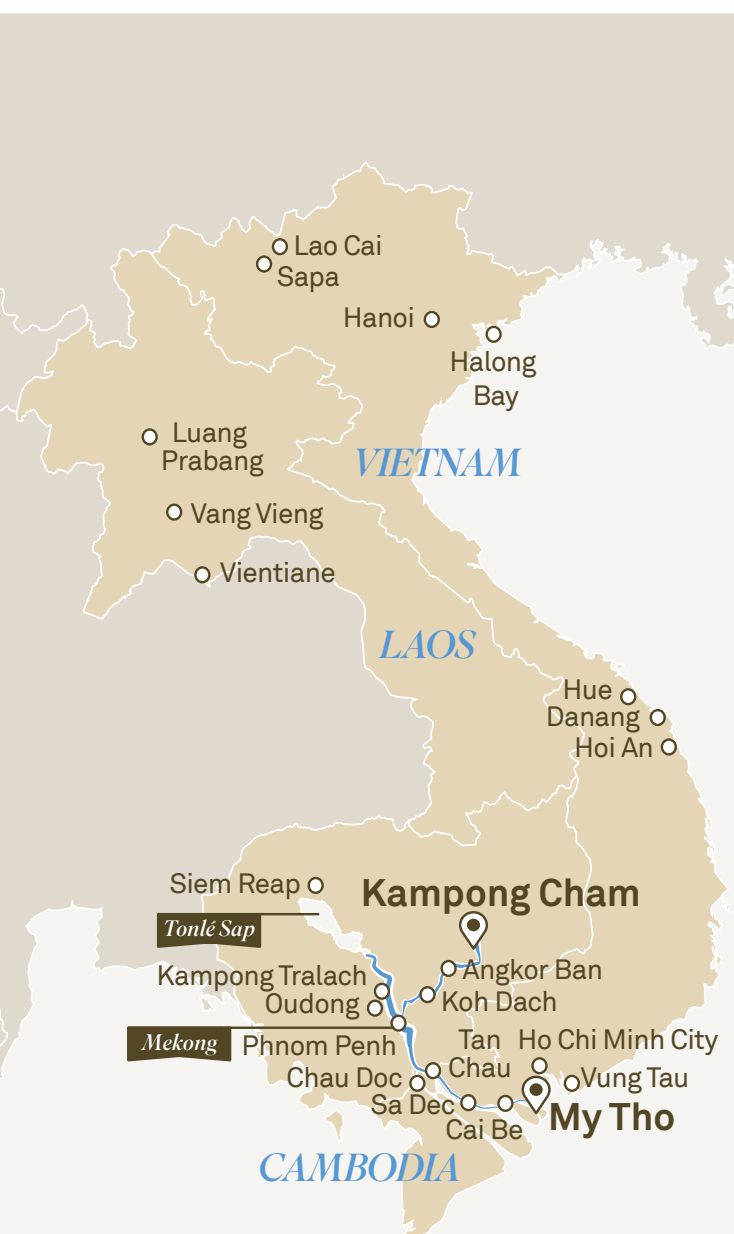 Lao Cai
Sapa
Hanoi
Halong
Bay
Luang
Prabang
VIETNAM
Vang Vieng
Vientiane
LAOS
Hue
Danang
Hoi An
Siem Reap
Kampong Cham
Tonlé Sap
Angkor Ban
Kampong Tralach
Koh Dach
Oudong
Mekong
Phnom Penh
Tan
Chau
Ho Chi Minh City
Chau Doc
Vung Tau
Sa Dec
My Tho
Cai Be
CAMBODIA